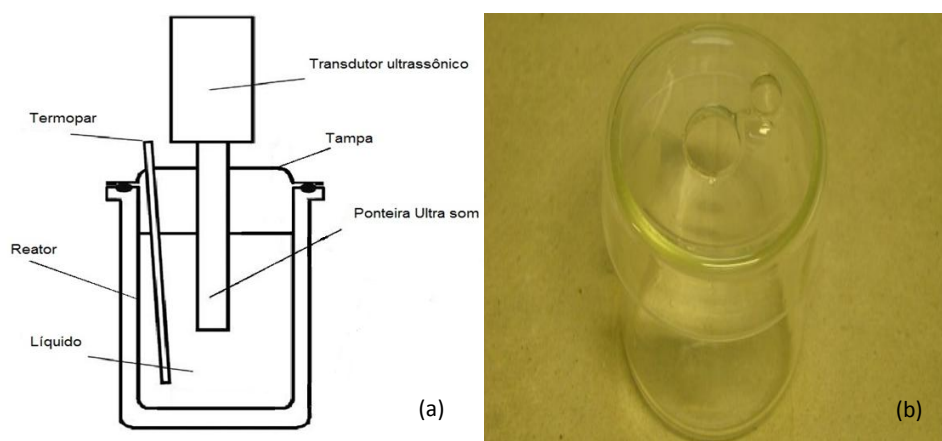 Transdutor ultrassônico
Termopar
Tampa
Ponteira Ultra som
Reator
Líquido
(a)
(b)